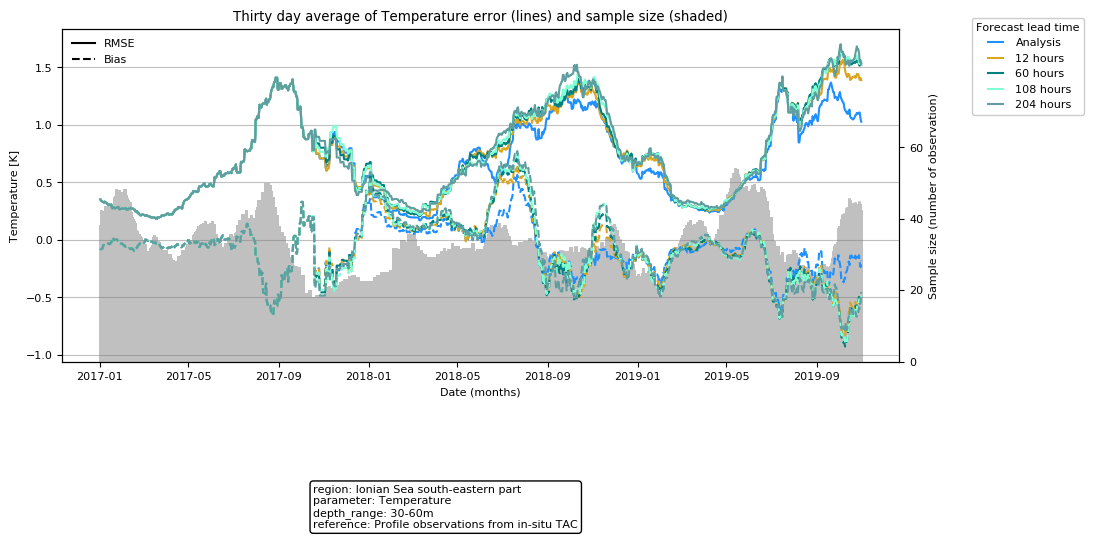 Thirty day average of Temperature error (lines) and sample size (shaded)
Forecast lead time
Analysis
12 hours
60 hours
108 hours
204 hours
RMSE
Bias
Temperature [K]
1.5
1.0
0.5
0.0
−0.5
−1.0
Sample size (number of observation)
60
40
20
0
2017-01 2017-05 2017-09 2018-01 2018-05 2018-09 2019-01 2019-05 2019-09
Date (months)
region: Ionian Sea south-eastern part
parameter: Temperature
depth_range: 30-60m
reference: Profile observations from in-situ TAC